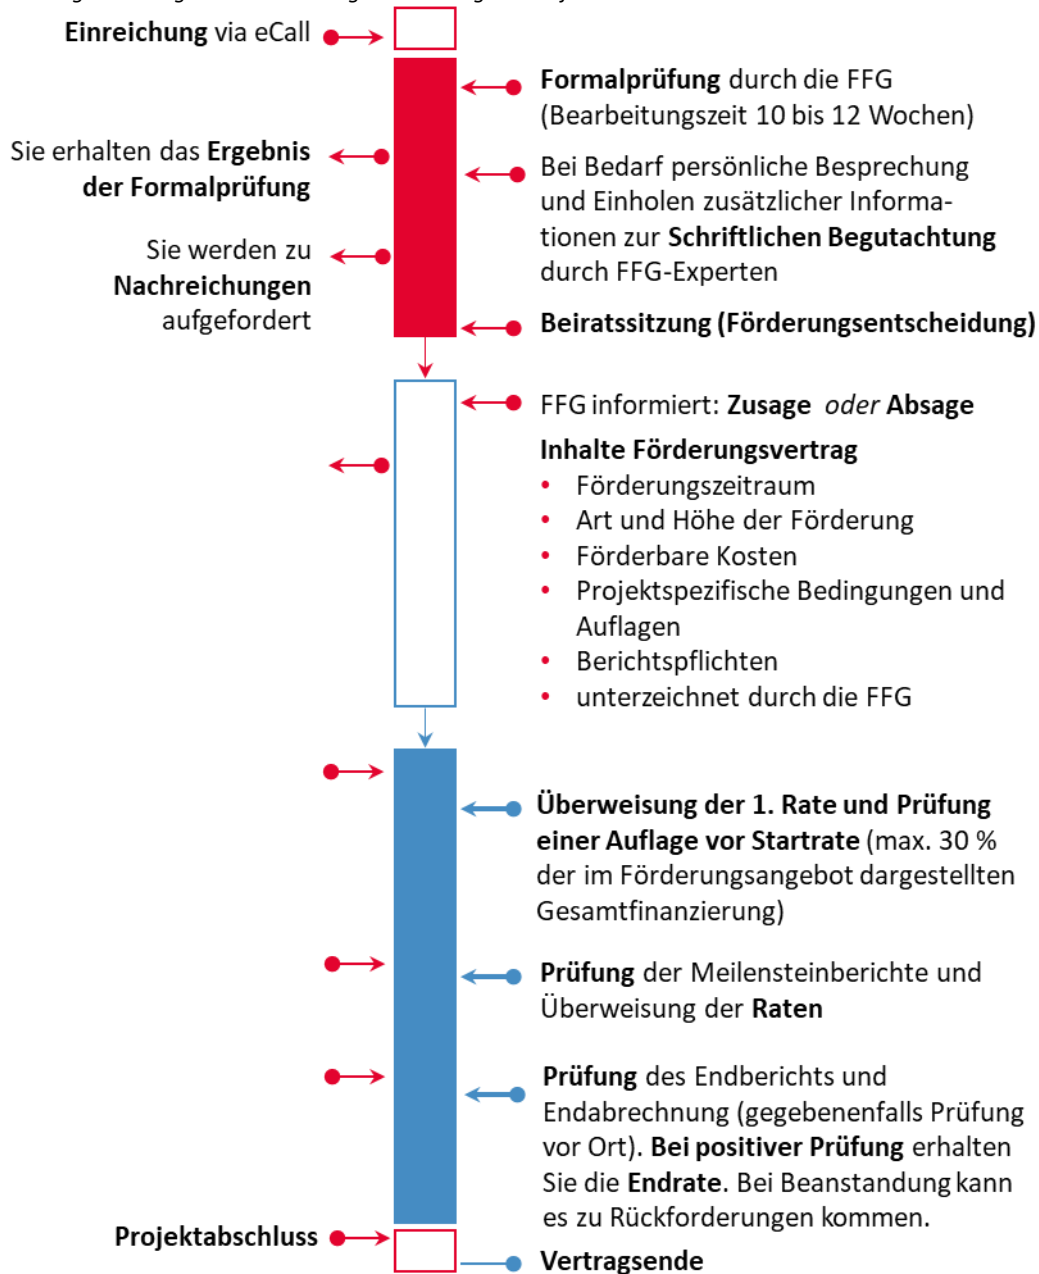 Einreichung via eCall
Formalprüfung durch die FFG
(Bearbeitungszeit 10 bis 12 Wochen)
Sie erhalten das Ergebnis
der Formalprüfung
Bei Bedarf persönliche Besprechung
und Einholen zusätzlicher Informa-
tionen zur Schriftlichen Begutachtung
durch FFG-Experten
Sie werden zu
Nachreichungen
aufgefordert
Beiratssitzung (Förderungsentscheidung)
FFG informiert: Zusage oder Absage
Inhalte Förderungsvertrag
• Förderungszeitraum
• Art und Höhe der Förderung
• Förderbare Kosten
• Projektspezifische Bedingungen und
Auflagen
• Berichtspflichten
• unterzeichnet durch die FFG
Überweisung der 1. Rate und Prüfung
einer Auflage vor Startrate (max. 30 %
der im Förderungsangebot dargestellten
Gesamtfinanzierung)
Prüfung der Meilensteinberichte und
Überweisung der Raten
Prüfung des Endberichts und
Endabrechnung (gegebenenfalls Prüfung
vor Ort). Bei positiver Prüfung erhalten
Sie die Endrate. Bei Beanstandung kann
es zu Rückforderungen kommen.
Projektabschluss
Vertragsende